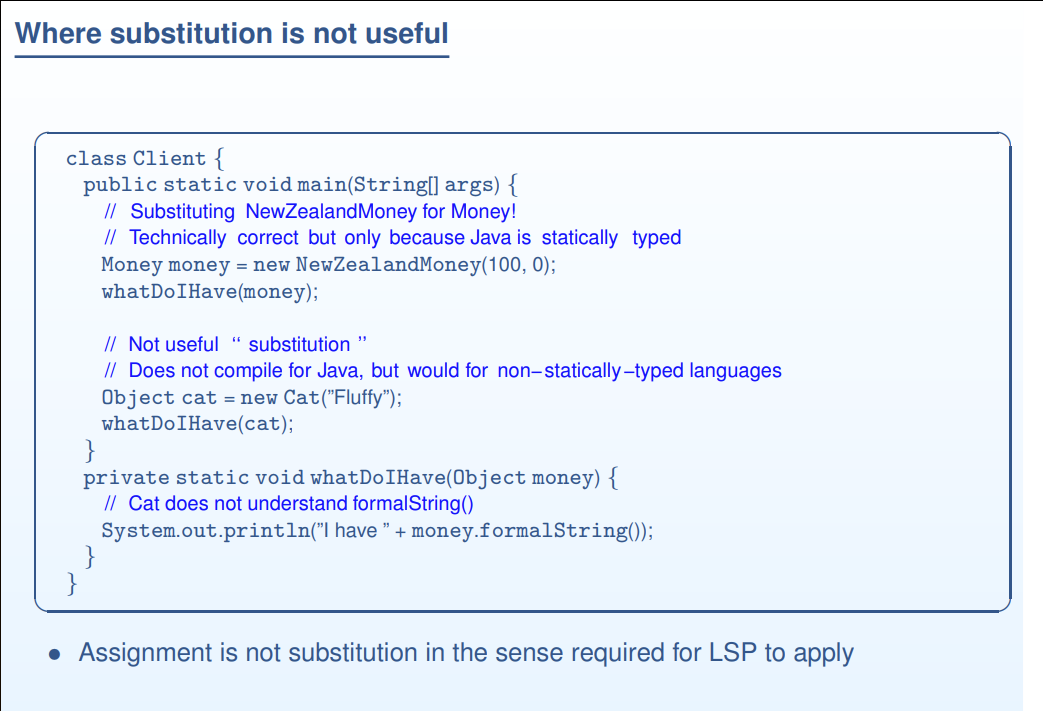 Where substitution is not useful
class Client {
public static void main(String[] args) {
// Substituting NewZealandMoney for Money!
// Technically correct but only because Java is statically typed
Money money = new NewZealandMoney(100, 0);
whatDoIHave(money);
// Not useful “ substitution ”
// Does not compile for Java, but would for non−statically−typed languages
Object cat = new Cat(”Fluffy”);
whatDoIHave(cat);
}
private static void whatDoIHave(Object money) {
// Cat does not understand formalString()
System.out.println(”I have ” + money.formalString());
}
}
• Assignment is not substitution in the sense required for LSP to apply